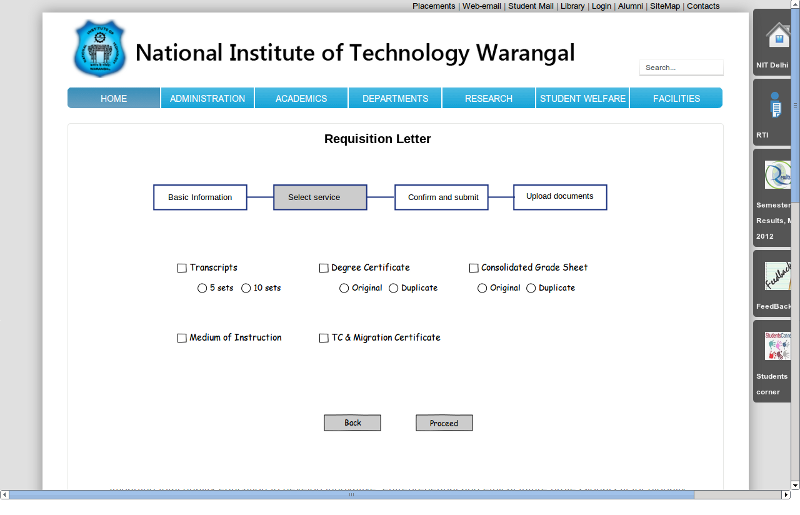 Placements | Web-email | Student Mail | Library | Login | Alumni | SiteMap | Contacts
National Institute of Technology Warangal
Search...
HOME ADMINISTRATION ACADEMICS DEPARTMENTS RESEARCH STUDENT WELFARE FACILITIES
NIT Delhi
RTI
Semester
Results, M
2012
Feedback
FeedBack
Students
corner
Requisition Letter
Basic Information Select service Confirm and submit Upload documents
Transcripts Degree Certificate Consolidated Grade Sheet
5 sets 10 sets Original Duplicate Original Duplicate
Medium of Instruction TC & Migration Certificate
Back Proceed